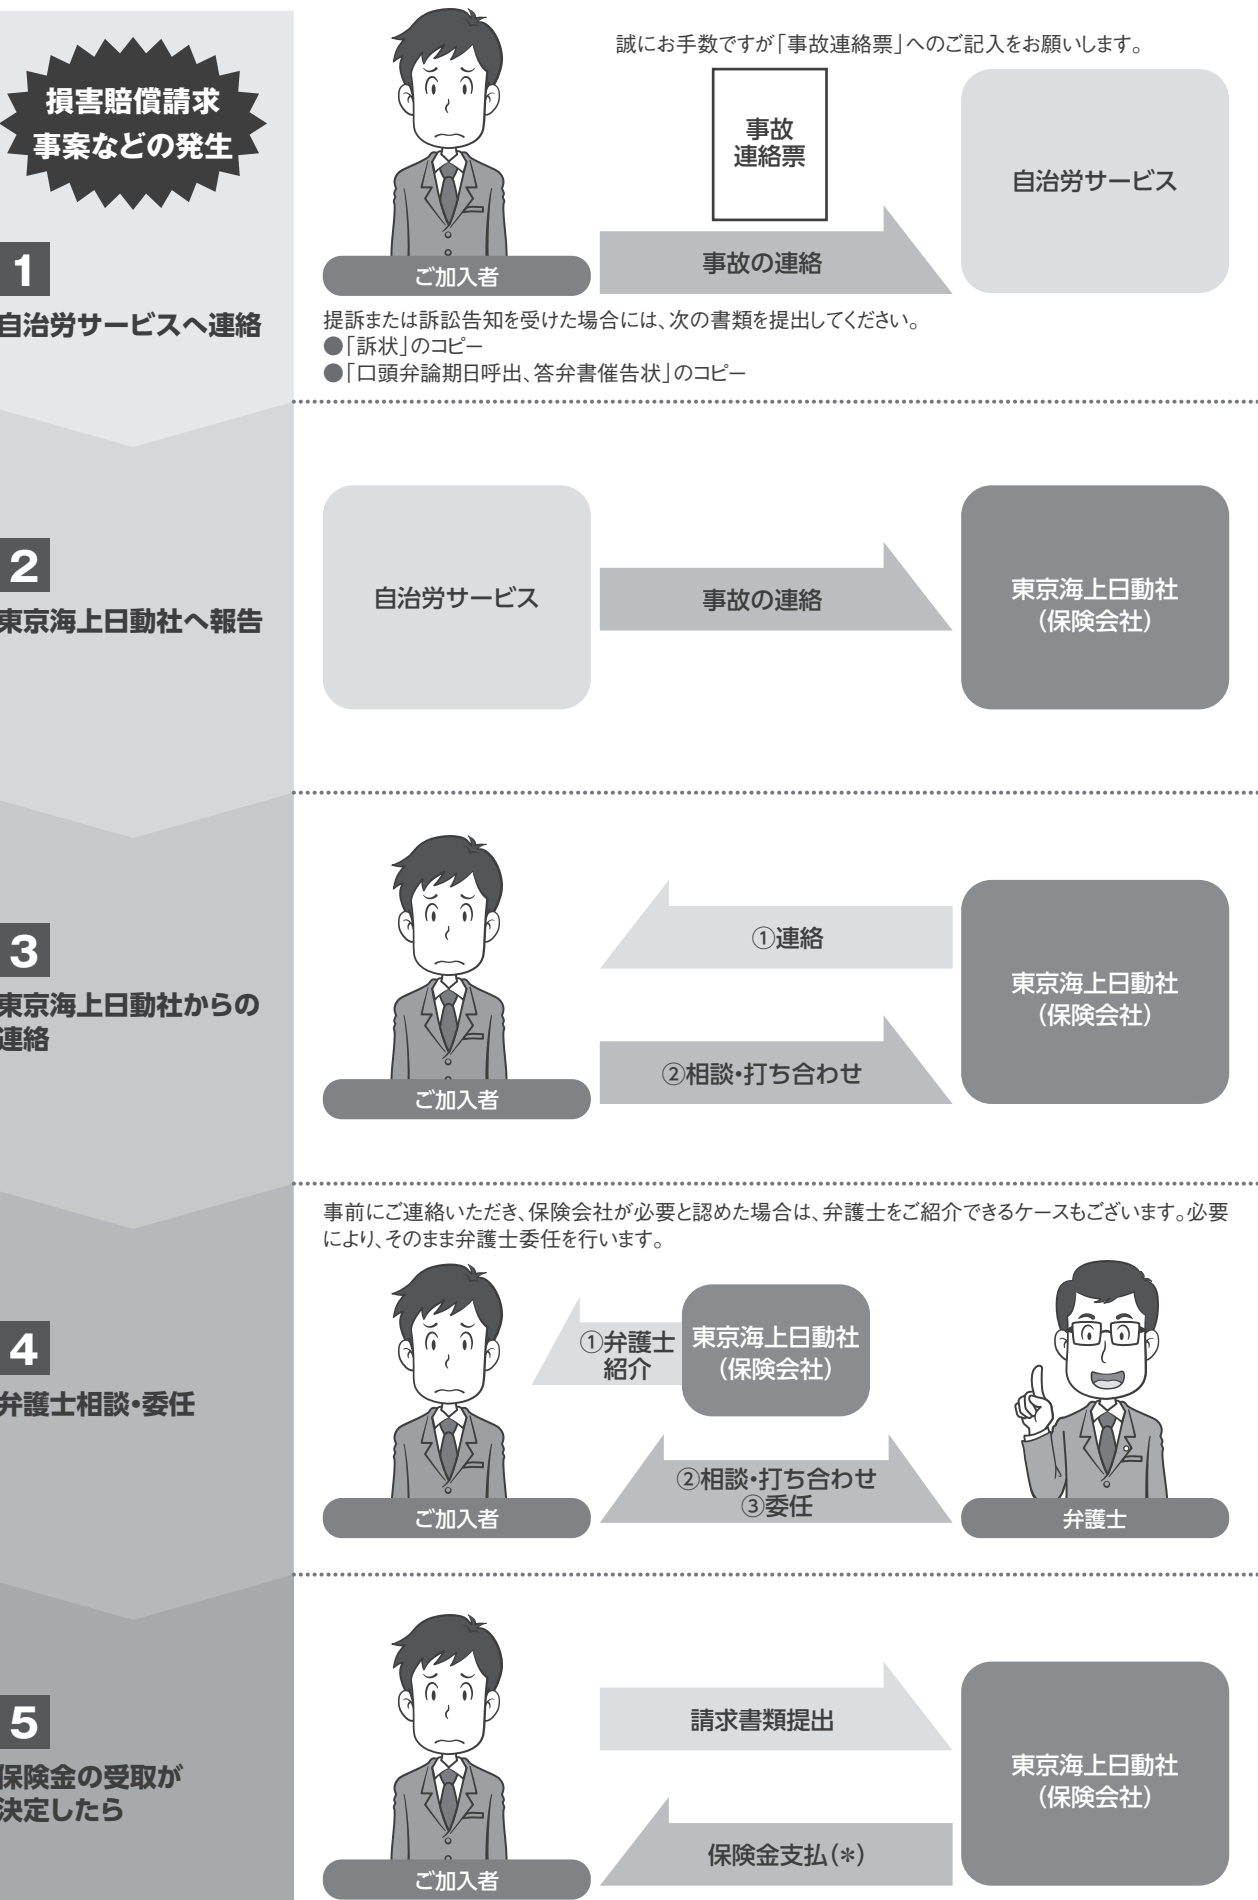 損害賠償請求
事案などの発生
1
自治労サービスへ連絡
誠にお手数ですが「事故連絡票」へのご記入をお願いします。
事故
連絡票
自治労サービス
事故の連絡
ご加入者
提訴または訴訟告知を受けた場合には、次の書類を提出してください。
●「訴状」のコピー
●「口頭弁論期日呼出、答弁書催告状」のコピー
2
東京海上日動社へ報告
自治労サービス
事故の連絡
東京海上日動社
(保険会社)
3
東京海上日動社からの
連絡
①連絡
東京海上日動社
(保険会社)
②相談・打ち合わせ
ご加入者
事前にご連絡いただき、保険会社が必要と認めた場合は、弁護士をご紹介できるケースもございます。必要
により、そのまま弁護士委任を行います。
4
弁護士相談・委任
①弁護士
紹介
東京海上日動社
(保険会社)
②相談・打ち合わせ
③委任
ご加入者
弁護士
5
保険金の受取が
決定したら
請求書類提出
東京海上日動社
(保険会社)
保険金支払(＊)
ご加入者